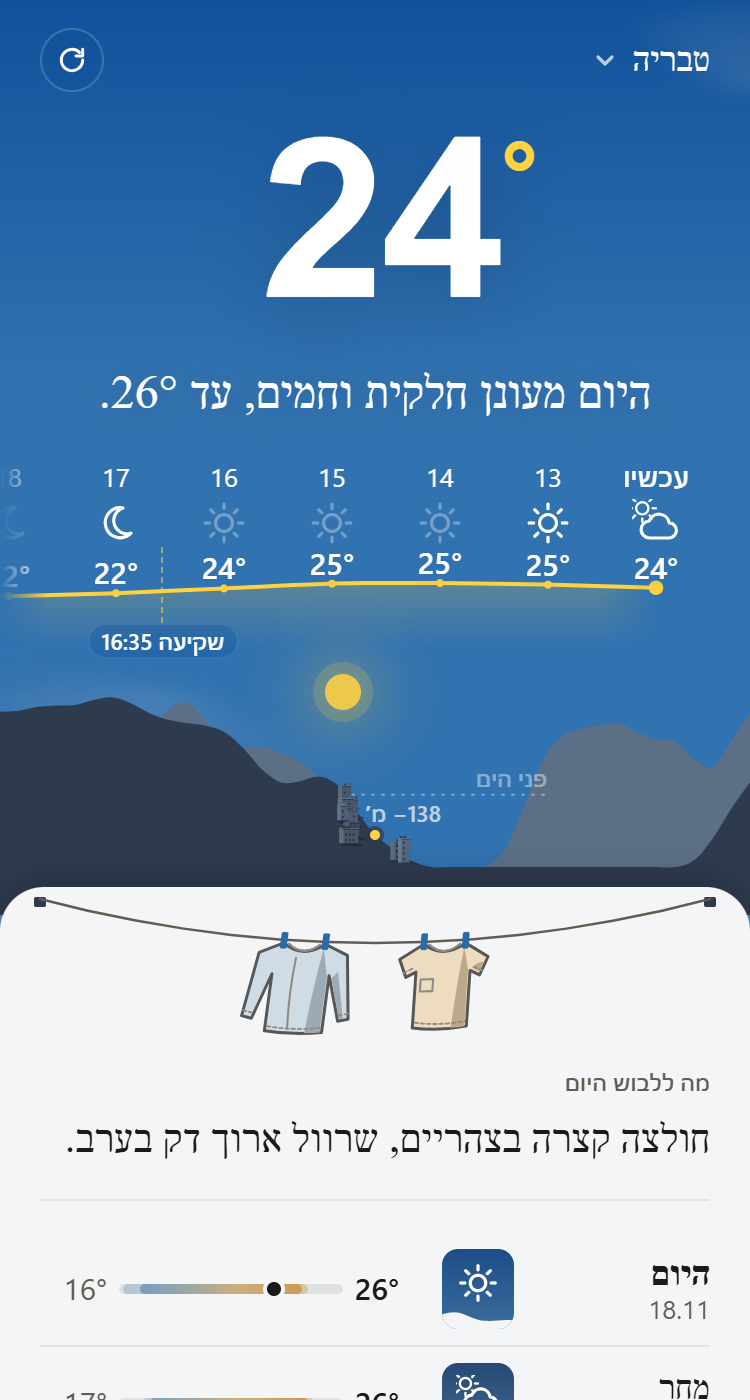 טבריה
24°
היום מעונן חלקית וחמים, עד 26°.
עכשיו 13 14 15 16 17
24° 25° 25° 25° 24° 22°
שקיעה 16:35
פני הים
138– מ׳
מה ללבוש היום
חולצה קצרה בצהריים, שרוול ארוך דק בערב.
היום 26° 16°
18.11
מחר 26° 17°